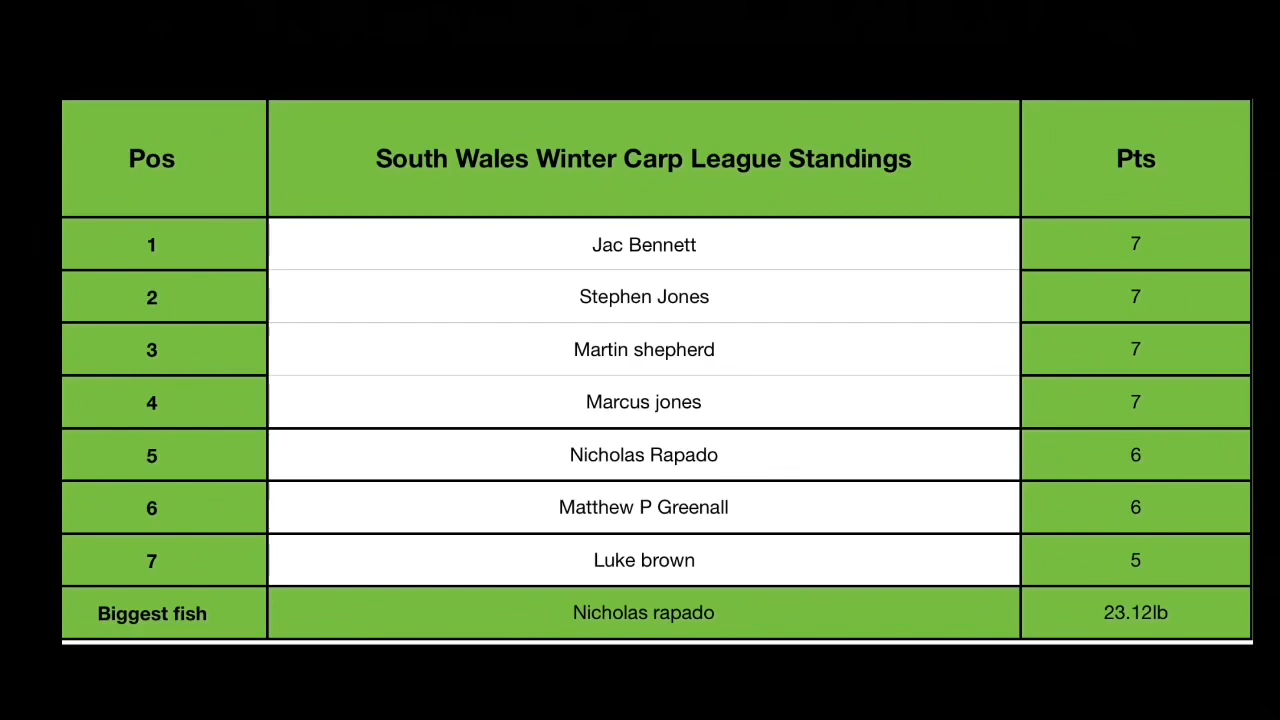 Pos South Wales Winter Carp League Standings Pts
1 Jac Bennett 7
2 Stephen Jones 7
3 Martin shepherd 7
4 Marcus jones 7
5 Nicholas Rapado 6
6 Matthew P Greenall 6
7 Luke brown 5
Biggest fish Nicholas rapado 23.12lb